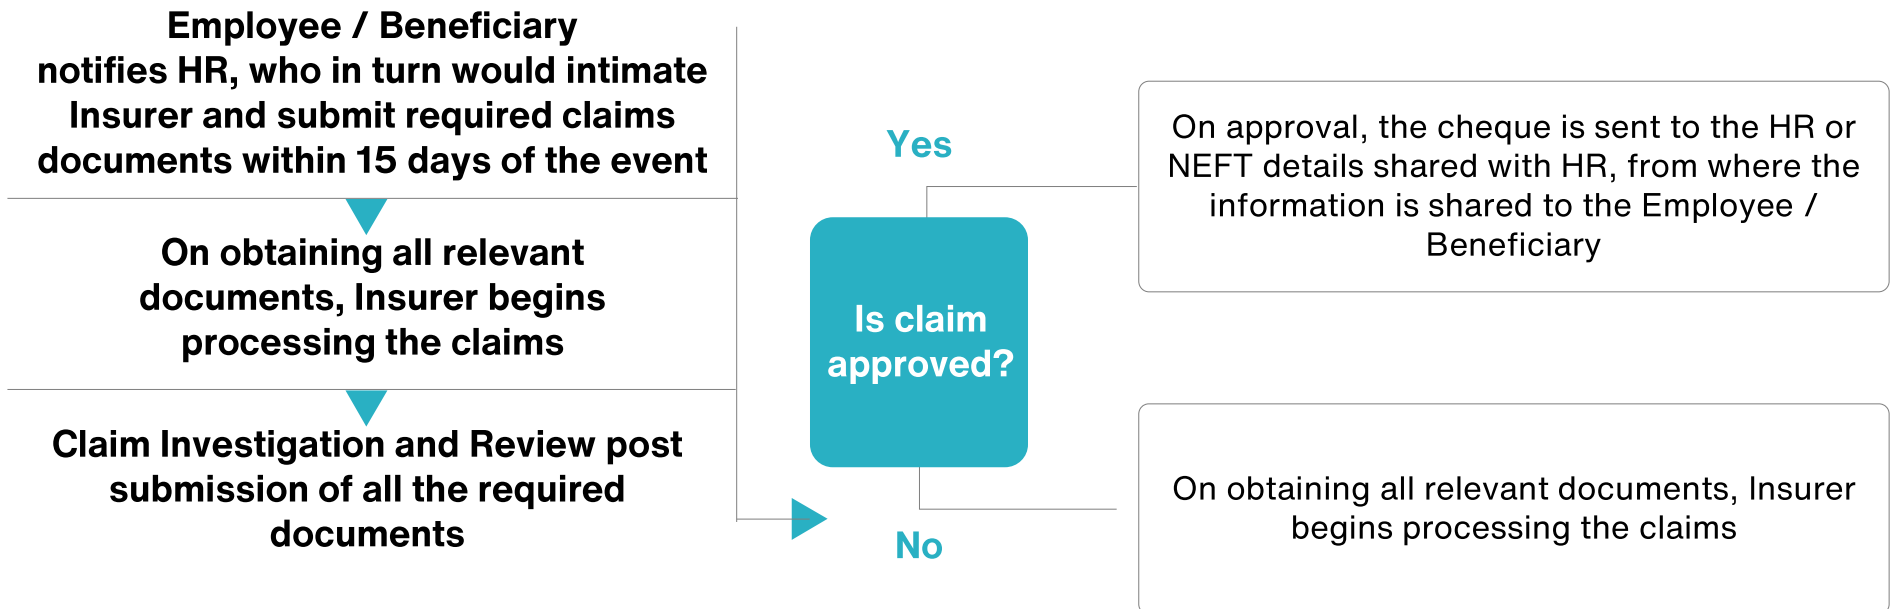 Employee / Beneficiary
notifies HR, who in turn would intimate
Insurer and submit required claims
documents within 15 days of the event
On obtaining all relevant
documents, Insurer begins
processing the claims
Claim Investigation and Review post
submission of all the required
documents
Is claim
approved?
Yes
On approval, the cheque is sent to the HR or
NEFT details shared with HR, from where the
information is shared to the Employee /
Beneficiary
No
On obtaining all relevant documents, Insurer
begins processing the claims